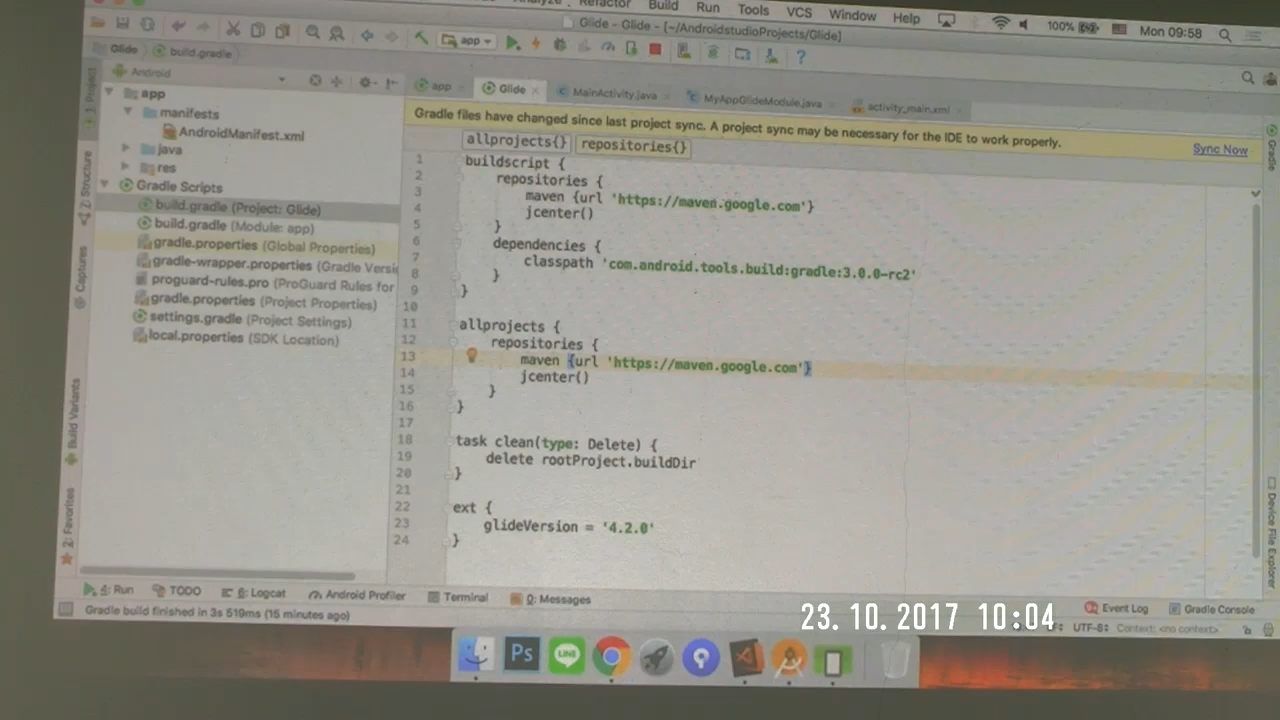 Analyze Refactor Build Run Tools VCS Window Help 100% Mon 09:58
Glide - Glide - [~/AndroidstudioProjects/Glide]
app
Glide build.gradle
Android
app Glide MainActivity.java MyAppGlideModule.java activity_main.xml
Gradle files have changed since last project sync. A project sync may be necessary for the IDE to work properly. Sync Now
allprojects{} repositories{}
1: Project
Z: Structure
Captures
Build Variants
2: Favorites
app
manifests
AndroidManifest.xml
java
res
Gradle Scripts
build.gradle (Project: Glide)
build.gradle (Module: app)
gradle.properties (Global Properties)
gradle-wrapper.properties (Gradle Versi
proguard-rules.pro (ProGuard Rules for
gradle.properties (Project Properties)
settings.gradle (Project Settings)
local.properties (SDK Location)
1 buildscript {
2 repositories {
3 maven {url 'https://maven.google.com'}
4 jcenter()
5 }
6 dependencies {
7 classpath 'com.android.tools.build:gradle:3.0.0-rc2'
8 }
9 }
10
11 allprojects {
12 repositories {
13 maven {url 'https://maven.google.com'}
14 jcenter()
15 }
16 }
17
18 task clean(type: Delete) {
19 delete rootProject.buildDir
20 }
21
22 ext {
23 glideVersion = '4.2.0'
24 }
Gradle
Device File Explorer
4: Run TODO 6: Logcat Android Profiler Terminal 0: Messages Event Log Gradle Console
Gradle build finished in 3s 519ms (15 minutes ago) UTF-8 Context: <no context>
23.10.2017 10:04
Ps LINE